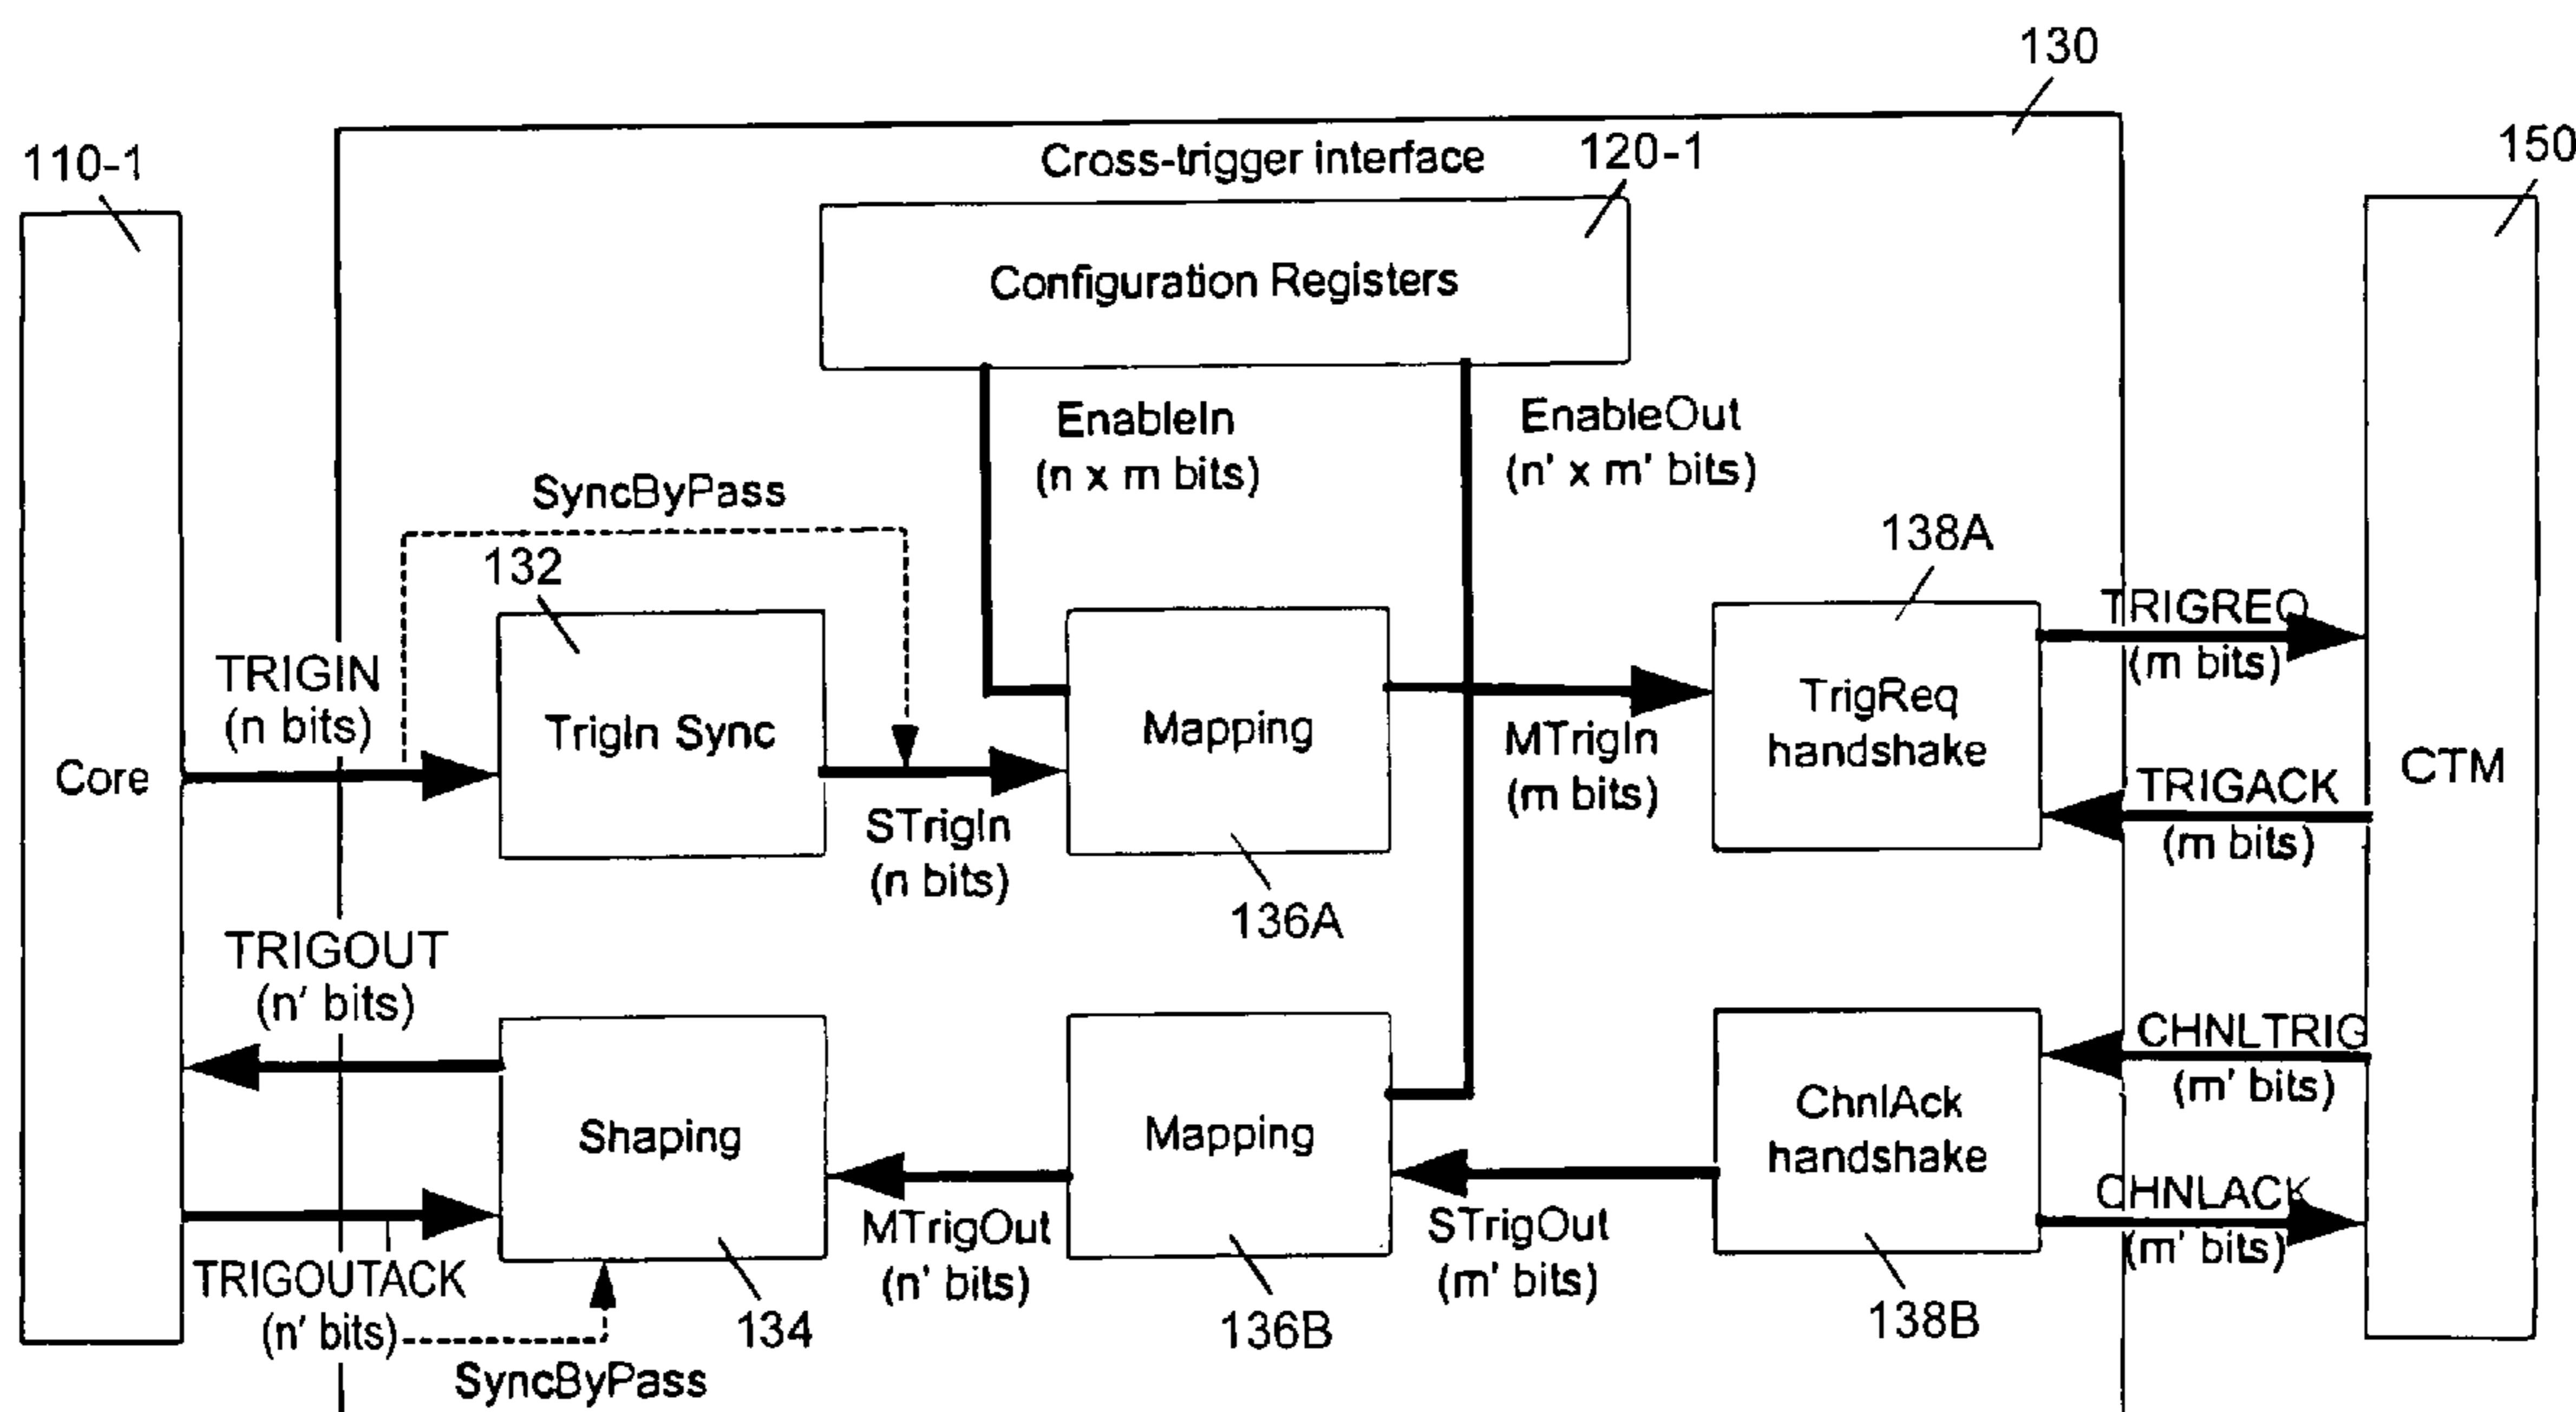 130
Cross-trigger interface
120-1
150
110-1
Configuration Registers
EnableIn
(n x m bits)
EnableOut
(n' x m' bits)
SyncByPass
132
138A
TRIGIN
(n bits)
TrigIn Sync
Mapping
TrigReq
handshake
TRIGREQ
(m bits)
MTrigIn
(m bits)
Core
CTM
TRIGACK
(m bits)
STrigIn
(n bits)
136A
TRIGOUT
(n' bits)
Shaping
Mapping
ChnlAck
handshake
CHNLTRIG
(m' bits)
CHNLACK
(m' bits)
MTrigOut
(n' bits)
STrigOut
(m' bits)
TRIGOUTACK
(n' bits)
134
136B
138B
SyncByPass